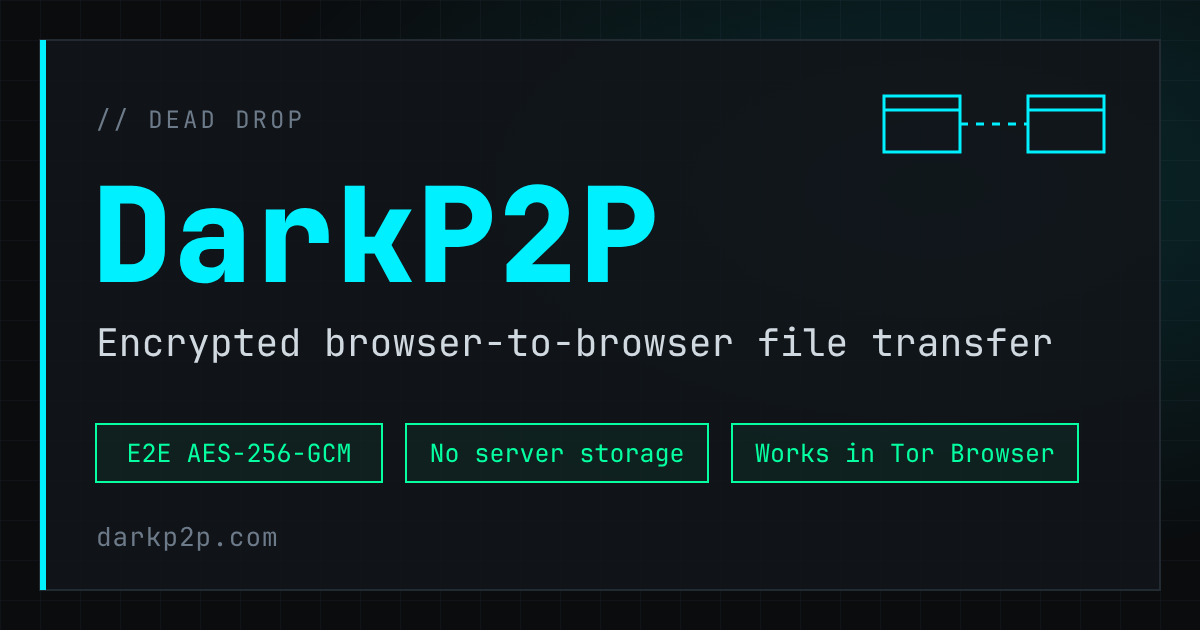 // DEAD DROP
DarkP2P
Encrypted browser-to-browser file transfer
E2E AES-256-GCM
No server storage
Works in Tor Browser
darkp2p.com